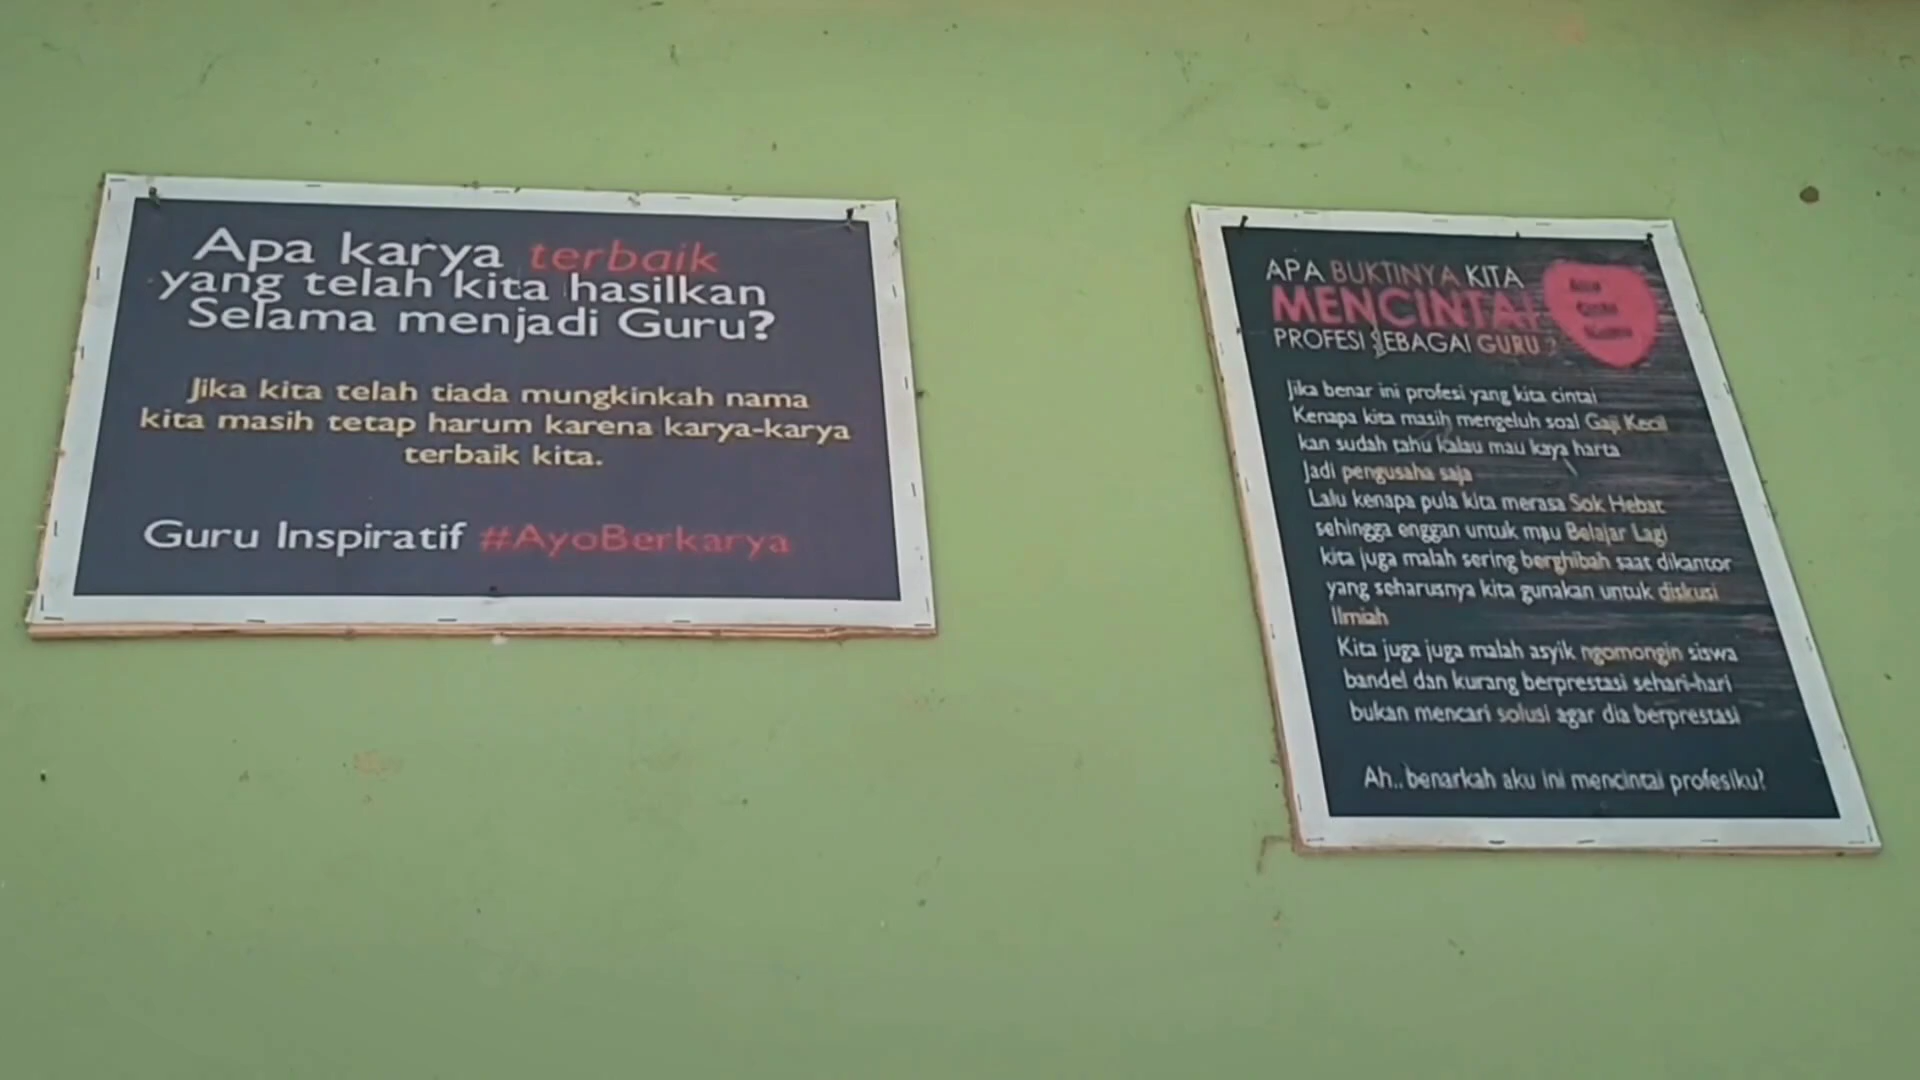 Apa karya terbaik
yang telah kita hasilkan
Selama menjadi Guru?
Jika kita telah tiada mungkinkah nama
kita masih tetap harum karena karya-karya
terbaik kita.
Guru Inspiratif #AyoBerkarya
APA BUKTINYA KITA
MENCINTAI
PROFESI SEBAGAI GURU ?
Jika benar ini profesi yang kita cintai
Kenapa kita masih mengeluh soal Gaji Kecil
kan sudah tahu kalau mau kaya harta
Jadi pengusaha saja
Lalu kenapa pula kita merasa Sok Hebat
sehingga enggan untuk mau Belajar Lagi
kita juga malah sering berghibah saat dikantor
yang seharusnya kita gunakan untuk diskusi
Ilmiah
Kita juga juga malah asyik ngomongin siswa
bandel dan kurang berprestasi sehari-hari
bukan mencari solusi agar dia berprestasi
Ah.. benarkah aku ini mencintai profesiku?